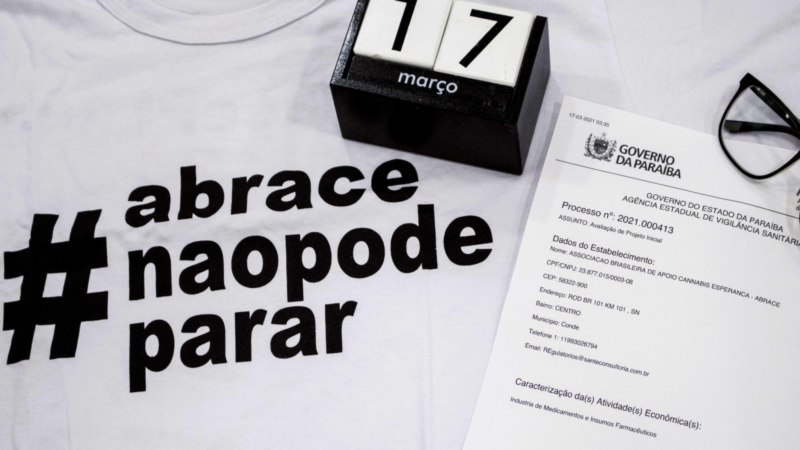 #abrace
naopode
parar
17
março
17-03-2021 03:35
GOVERNO
DA PARAÍBA
GOVERNO DO ESTADO DA PARAÍBA
AGÊNCIA ESTADUAL DE VIGILÂNCIA SANITÁRIA
Processo nº: 2021.000413
ASSUNTO: Avaliação de Projeto Inicial
Dados do Estabelecimento:
Nome: ASSOCIACAO BRASILEIRA DE APOIO CANNABIS ESPERANCA - ABRACE
CPF/CNPJ: 23.877.015/0003-08
CEP: 58322-900
Endereço: ROD BR 101 KM 101 , SN
Bairro: CENTRO
Município: Conde
Telefone 1: 11993026794
Email: REgulatorios@santeconsultoria.com.br
Caracterização da(s) Atividade(s) Econômica(s):
Industria de Medicamentos e Insumos Farmacêuticos